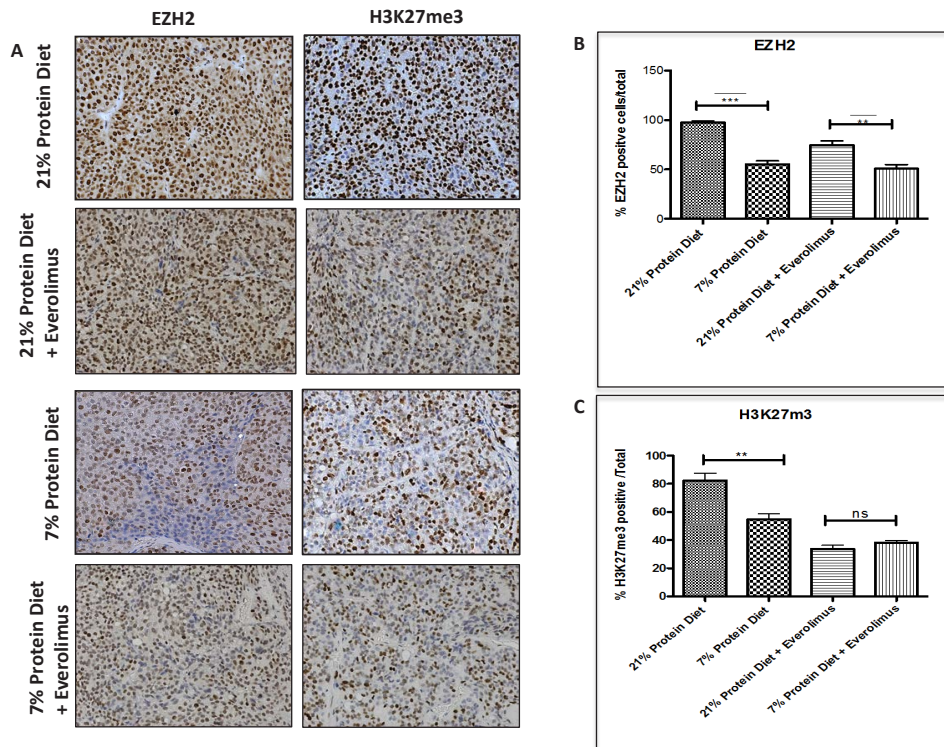 A
EZH2
H3K27me3
21% Protein Diet
21% Protein Diet
+ Everolimus
7% Protein Diet
7% Protein Diet
+ Everolimus
B
EZH2
% EZH2 positve cells/total
150
100
50
0
***
**
21% Protein Diet
7% Protein Diet
21% Protein Diet + Everolimus
7% Protein Diet + Everolimus
C
H3K27m3
% H3K27me3 positive /Total
100
80
60
40
20
0
**
ns
21% Protein Diet
7% Protein Diet
21% Protein Diet + Everolimus
7% Protein Diet + Everolimus